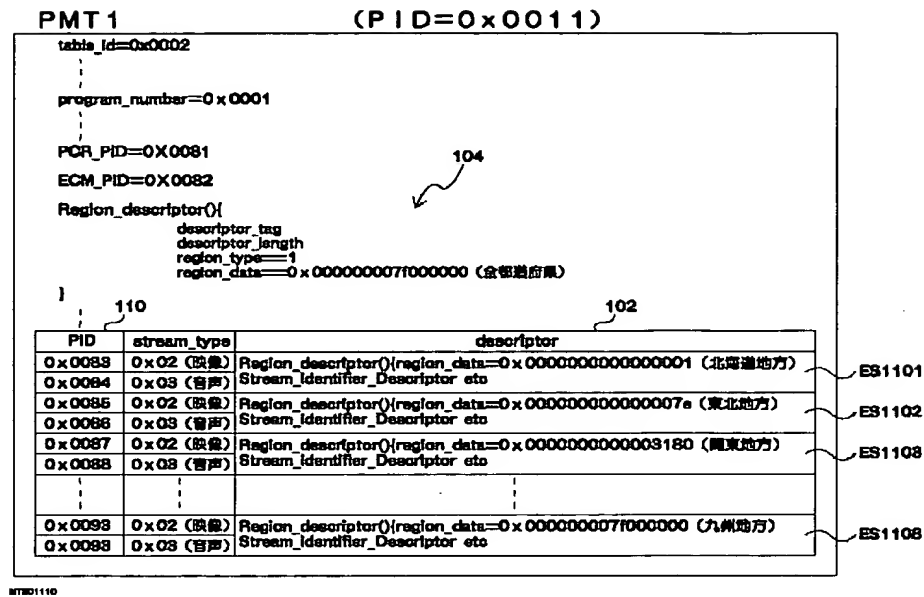 PMT1 (PID=0x0011)
table_id=0x0002
program_number=0x0001
PCR_PID=0X0081
104
ECM_PID=0X0082
Region_descriptor(){
descriptor_tag
descriptor_length
region_type=1
region_data=0x000000007f000000 (全都道府県)
}
110
102
PID stream_type descriptor
0x0083 0x02 (映像) Region_descriptor(){region_data=0x0000000000000001 (北海道地方)
0x0084 0x03 (音声) Stream_Identifier_Descriptor etc
ES1101
0x0085 0x02 (映像) Region_descriptor(){region_data=0x000000000000007e (東北地方)
0x0086 0x03 (音声) Stream_Identifier_Descriptor etc
ES1102
0x0087 0x02 (映像) Region_descriptor(){region_data=0x0000000000003180 (関東地方)
0x0088 0x03 (音声) Stream_Identifier_Descriptor etc
ES1103
0x0093 0x02 (映像) Region_descriptor(){region_data=0x000000007f000000 (九州地方)
0x0093 0x03 (音声) Stream_Identifier_Descriptor etc
ES1108